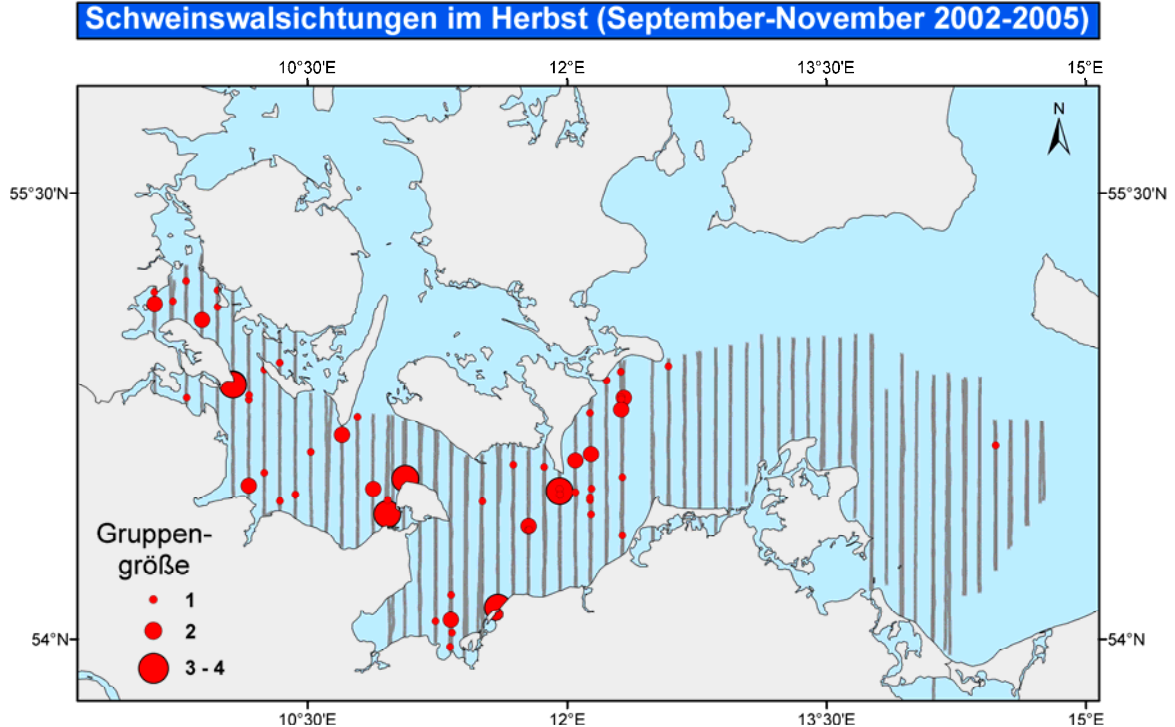 Schweinswalsichtungen im Herbst (September-November 2002-2005)
10°30'E 12°E 13°30'E 15°E
N
55°30'N 55°30'N
Gruppen-
größe
1
2
3 - 4
54°N 54°N
10°30'E 12°E 13°30'E 15°E